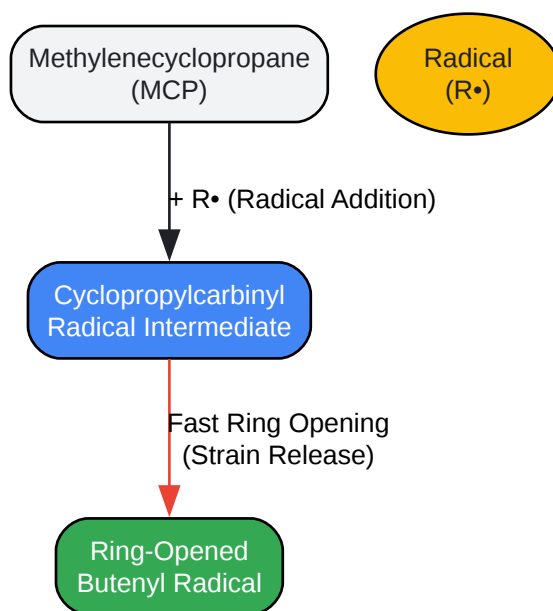 Methylenecyclopropane
(MCP)
Radical
(R•)
+ R• (Radical Addition)
Cyclopropylcarbinyl
Radical Intermediate
Fast Ring Opening
(Strain Release)
Ring-Opened
Butenyl Radical